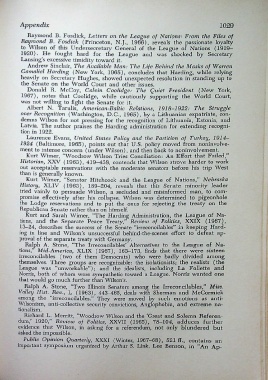 Appendix 1029
Raymond B. Fosdick, Letters on the League of Nations: From the Files of
Raymond B. Fosdick (Princeton, N.J., 1966), reveals the passionate loyalty
to Wilson of this Undersecretary General of the League of Nations (1919–
1920). He fought hard for the League and was shocked by Secretary
Lansing's excessive timidity toward it.
Andrew Sinclair, The Available Man: The Life Behind the Masks of Warren
Gamaliel Harding (New York, 1965), concludes that Harding, while relying
heavily on Secretary Hughes, showed unexpected resolution in standing up to
the Senate on the World Court and other issues.
Donald R. McCoy, Calvin Coolidge: The Quiet President (New York,
1967), notes that Coolidge, while cautiously supporting the World Court,
was not willing to fight the Senate for it.
Albert N. Tarulis, American-Baltic Relations, 1918–1922: The Struggle
over Recognition (Washington, D.C., 1965), by a Lithuanian expatriate, con-
demns Wilson for not pressing for the recognition of Lithuania, Estonia, and
Latvia. The author praises the Harding administration for extending recogni-
tion in 1922.
Laurence Evans, United States Policy and the Partition of Turkey, 1914–
1924 (Baltimore, 1965), points out that U.S. policy moved from noninvolve-
ment to intense concern (under Wilson), and then back to noninvolvement.
Kurt Wimer, "Woodrow Wilson Tries Conciliation: An Effort that Failed,"
Historian, XXV (1963), 419–438, contends that Wilson strove harder to work
out acceptable reservations with the moderate senators before his trip West
than is generally known.
Kurt Wimer, "Senator Hitchcock and the League of Nations," Nebraska
History, XLIV (1963), 189–204, reveals that this Senate minority leader
tried vainly to persuade Wilson, a secluded and misinformed man, to com-
promise effectively after his collapse. Wilson was determined to pigeonhole
the Lodge reservations and to put the onus for rejecting the treaty on the
Republican Senate rather than on himself.
Kurt and Sarah Wimer, "The Harding Administration, the League of Na-
tions, and the Separate Peace Treaty," Review of Politics, XXIX (1967),
13–24, describes the success of the Senate "irreconcilables" in keeping Hard-
ing in line and Wilson's unsuccessful behind-the-scenes effort to defeat ap-
proval of the separate treaty with Germany.
Ralph A. Stone, "The Irreconcilables' Alternatives to the League of Na-
tions," Mid America, XLIX (1967), 163–173, finds that there were sixteen
irreconcilables (two of them Democrats) who were badly divided among
themselves. Three groups are recognizable: the isolationists; the realists (the
League was "unworkable"); and the idealists, including La Follette and
Norris, both of whom were sympathetic toward a League. Norris wanted one
that would go much further than Wilson's.
Ralph A. Stone, "Two Illinois Senators among the Irreconcilables," Miss.
Valley Hist. Rev., L (1963), 443–465, deals with Sherman and McCormick
among the "irreconcilables." They were moved by such emotions as anti-
Wilsonism, anti-collective security convictions, Anglophobia, and extreme na-
tionalism.
Richard L. Merritt, "Woodrow Wilson and the 'Great and Solemn Referen-
dum,' 1920," Review of Politics, XXVII (1965), 78–104, adduces further
evidence that Wilson, in asking for a referendum, not only blundered but
asked the impossible.
Public Opinion Quarterly, XXXI (Winter, 1967–68), 522 ff., contains an
important symposium organized by Arthur S. Link. Lee Benson, in "An Ap-